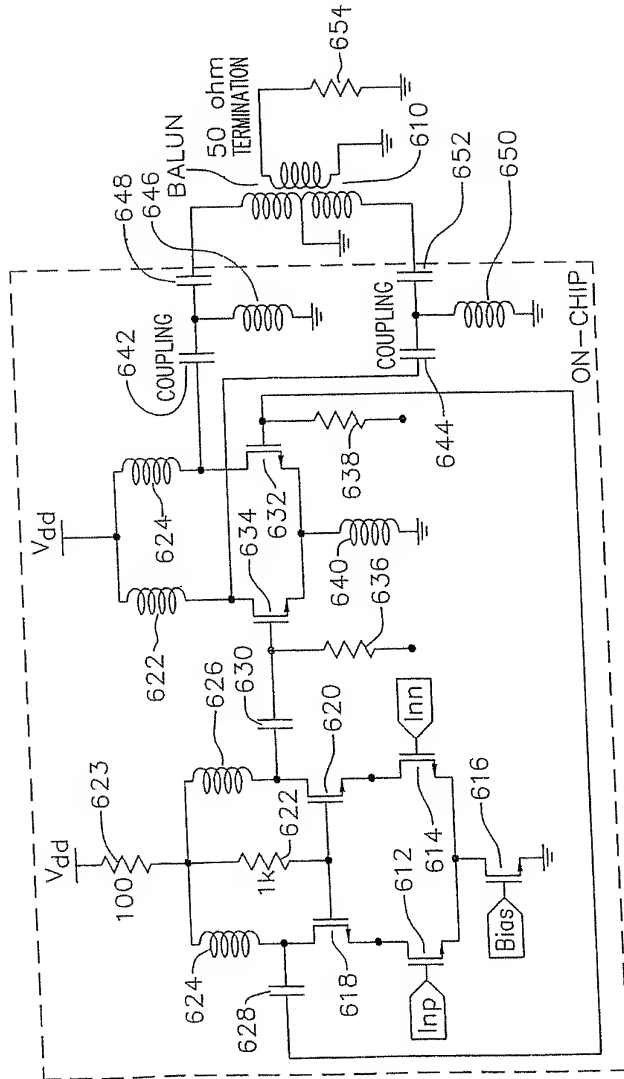 Vdd
623
100
626
630
624
1k
622
628
618
620
612
614
616
Inp
Inn
Bias
Vdd
622
624
634
632
636
638
640
642
COUPLING
648
646
BALUN
50 ohm
TERMINATION
654
610
652
650
COUPLING
644
ON-CHIP